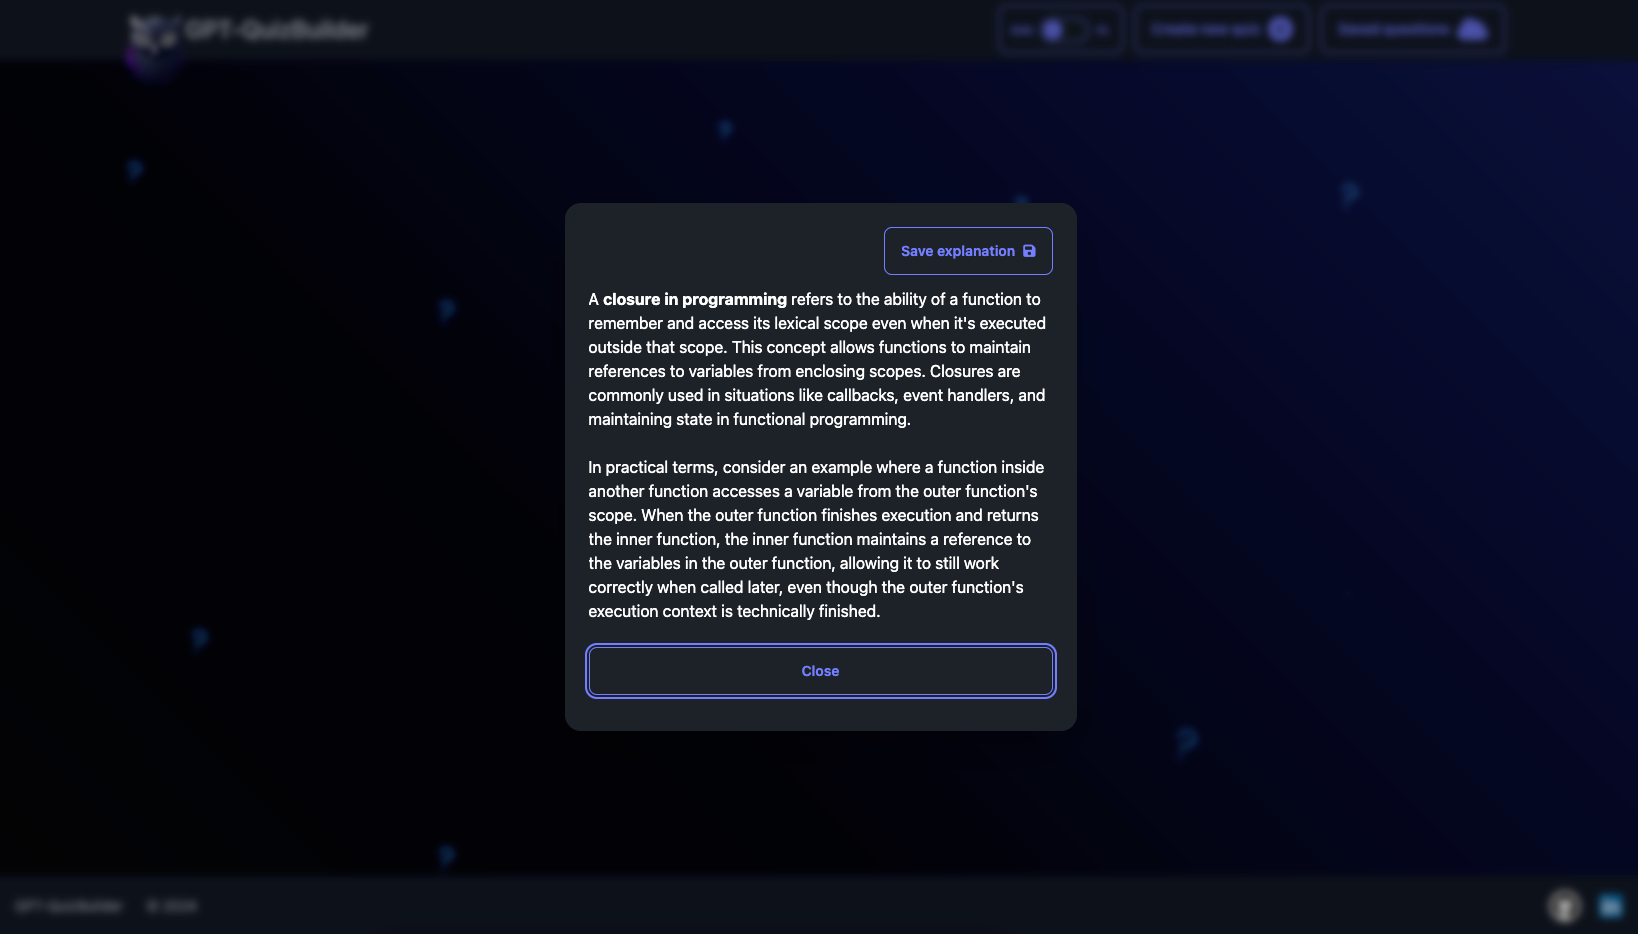 GPT-QuizBuilder
Create new quiz
Saved questions
Save explanation
A closure in programming refers to the ability of a function to
remember and access its lexical scope even when it's executed
outside that scope. This concept allows functions to maintain
references to variables from enclosing scopes. Closures are
commonly used in situations like callbacks, event handlers, and
maintaining state in functional programming.
In practical terms, consider an example where a function inside
another function accesses a variable from the outer function's
scope. When the outer function finishes execution and returns
the inner function, the inner function maintains a reference to
the variables in the outer function, allowing it to still work
correctly when called later, even though the outer function's
execution context is technically finished.
Close
GPT-QuizBuilder © 2024